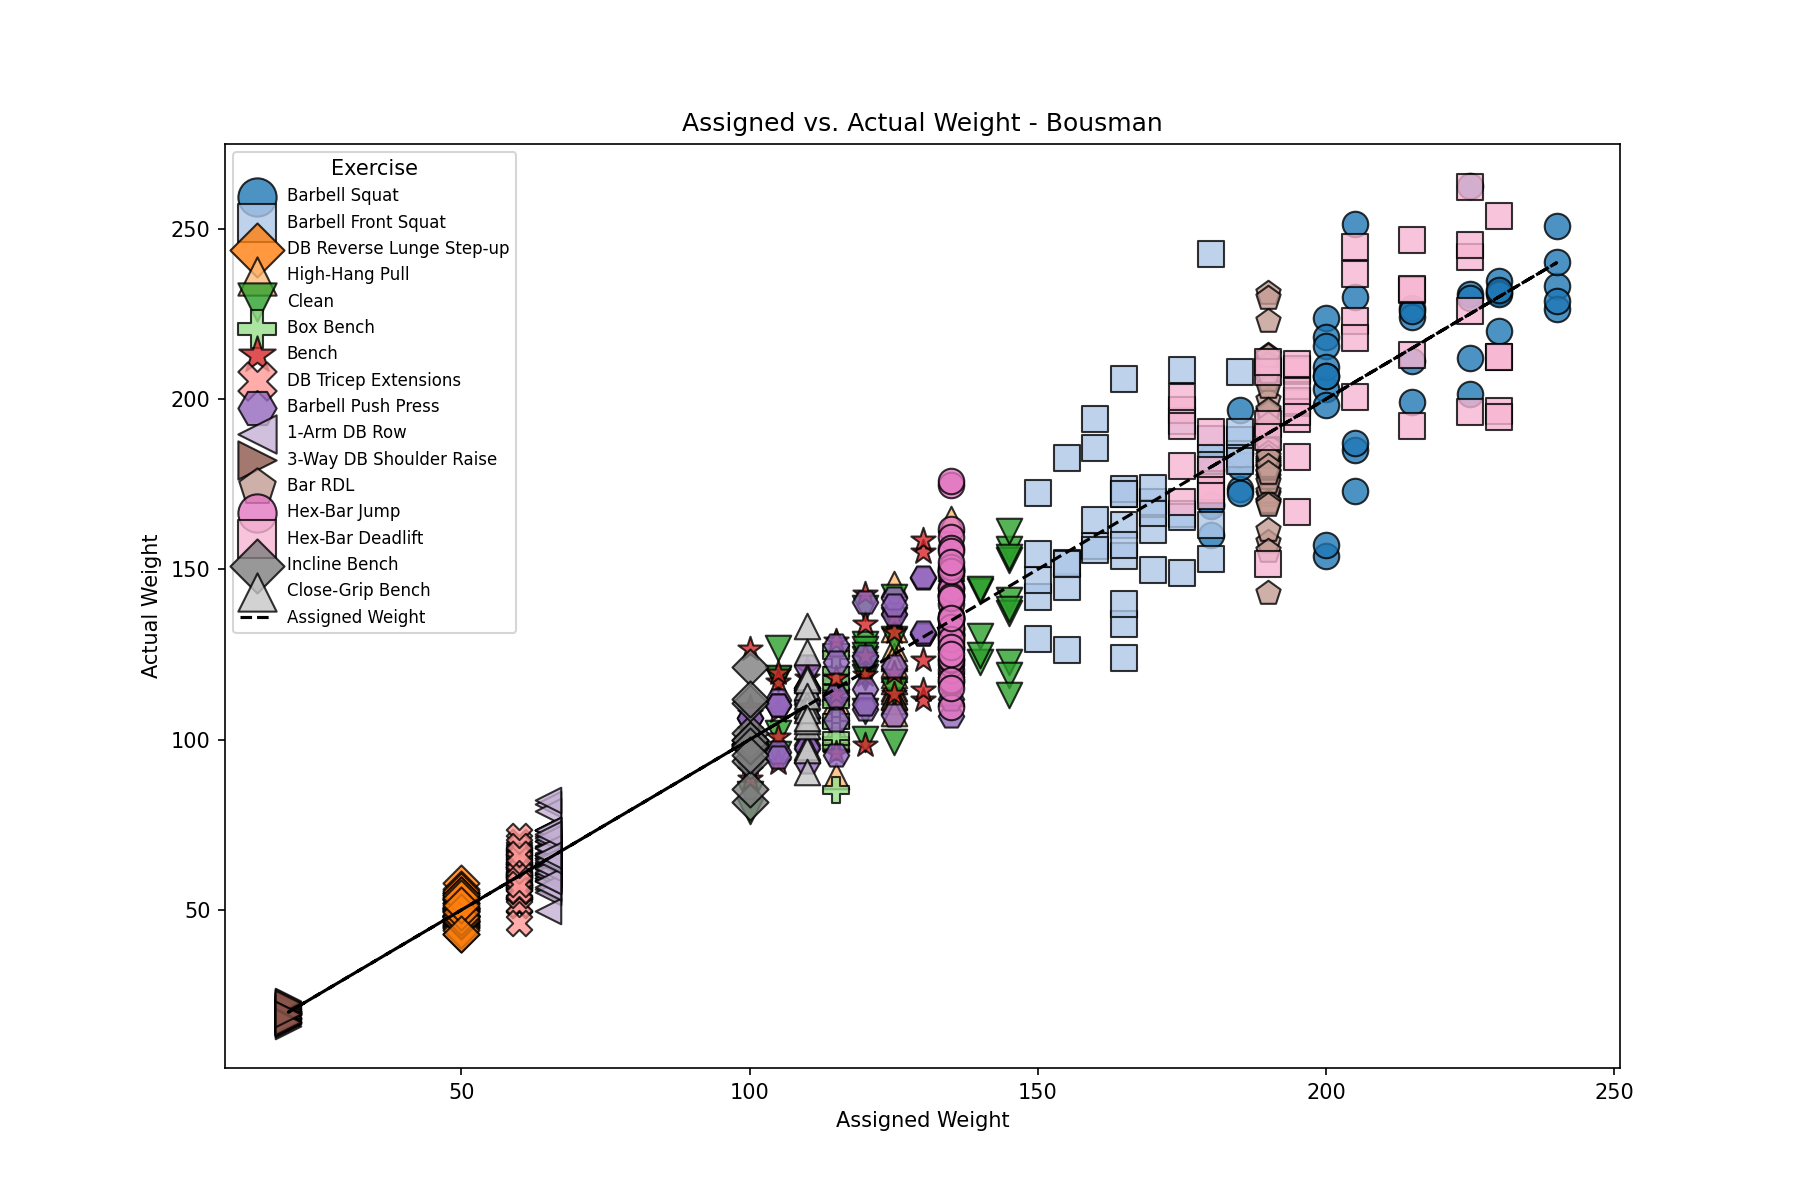 Assigned vs. Actual Weight - Bousman
Exercise
Barbell Squat
Barbell Front Squat
DB Reverse Lunge Step-up
High-Hang Pull
Clean
Box Bench
Bench
DB Tricep Extensions
Barbell Push Press
1-Arm DB Row
3-Way DB Shoulder Raise
Bar RDL
Hex-Bar Jump
Hex-Bar Deadlift
Incline Bench
Close-Grip Bench
Assigned Weight
Actual Weight
250
200
150
100
50
50
100
150
200
250
Assigned Weight